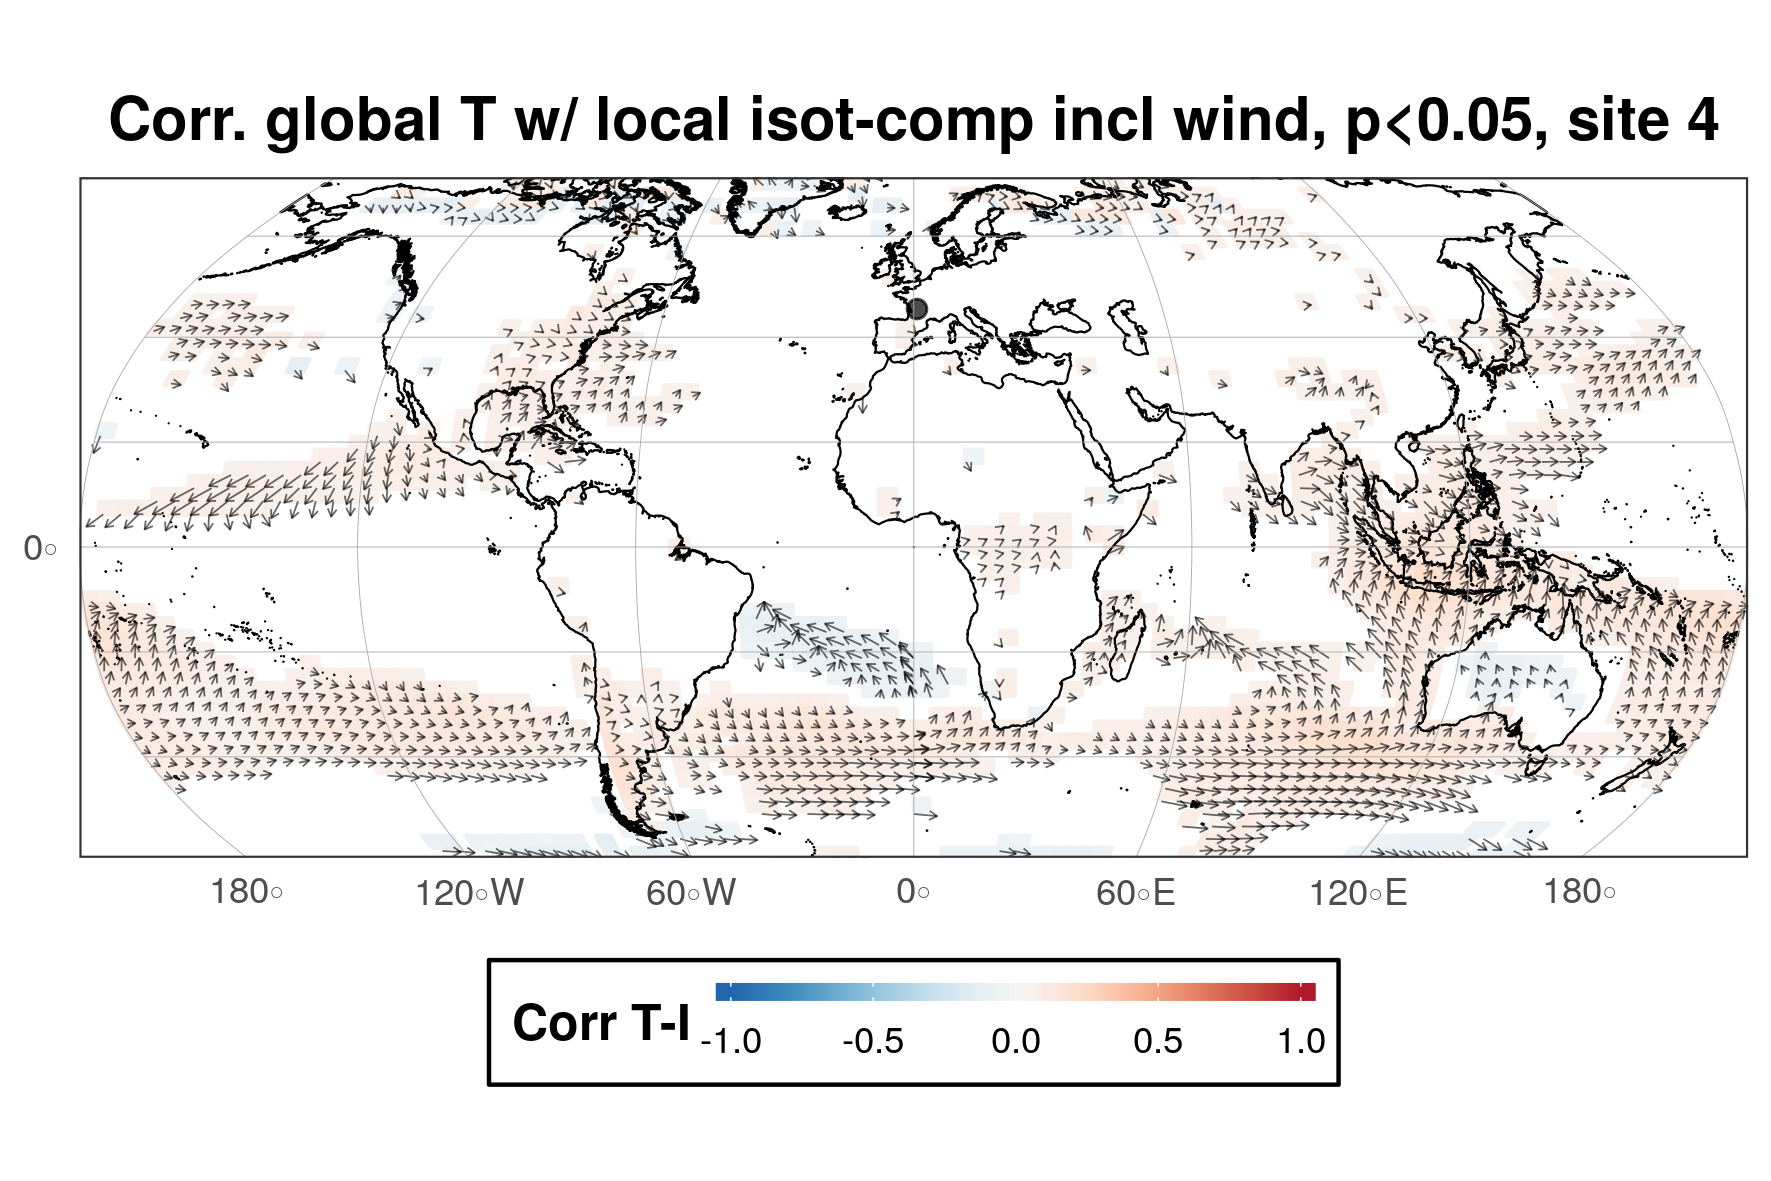 Corr. global T w/ local isot-comp incl wind, p<0.05, site 4
0○
180○ 120○W 60○W 0○ 60○E 120○E 180○
Corr T-I
-1.0 -0.5 0.0 0.5 1.0